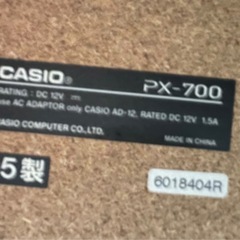 CASIO® PX-700
RATING: DC 12V ⎓
use AC ADAPTOR only CASIO AD-12, RATED DC 12V 1.5A
CASIO COMPUTER CO.,LTD. MADE IN CHINA
5製
6018404R